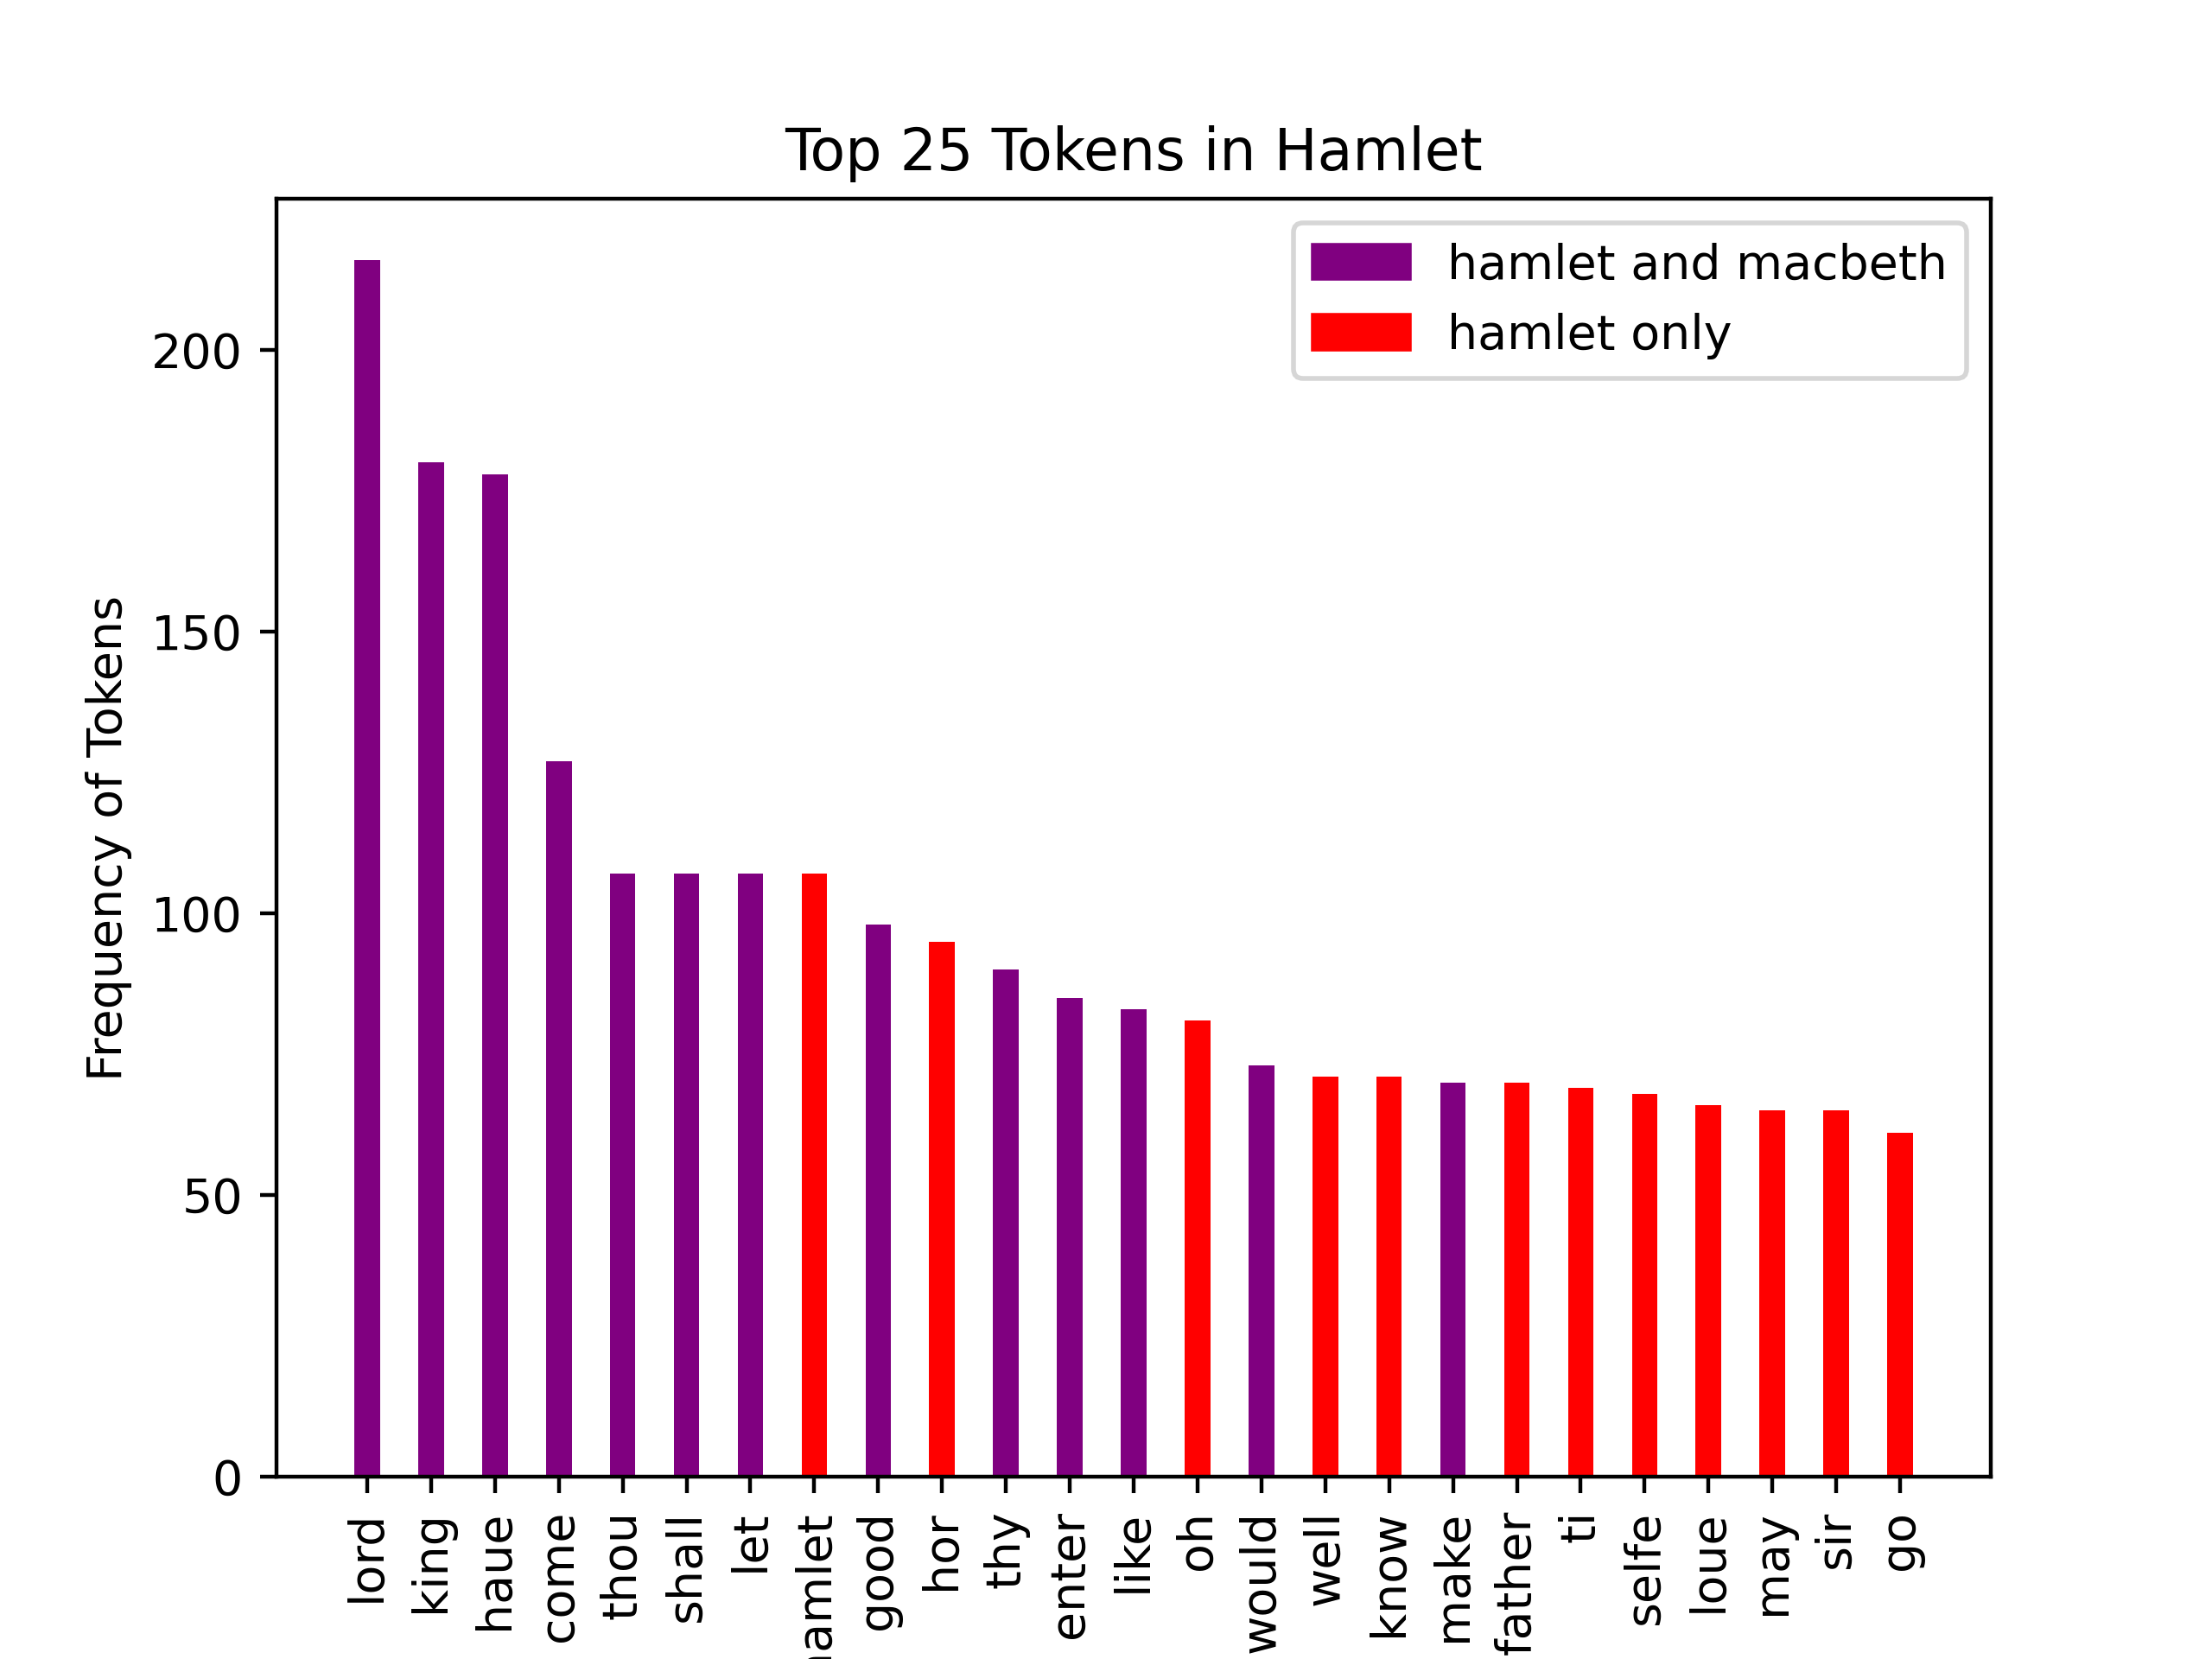 Top 25 Tokens in Hamlet
hamlet and macbeth
hamlet only
Frequency of Tokens
200
150
100
50
0
lord
king
haue
come
thou
shall
let
hamlet
good
hor
thy
enter
like
oh
would
well
know
make
father
ti
selfe
loue
may
sir
go